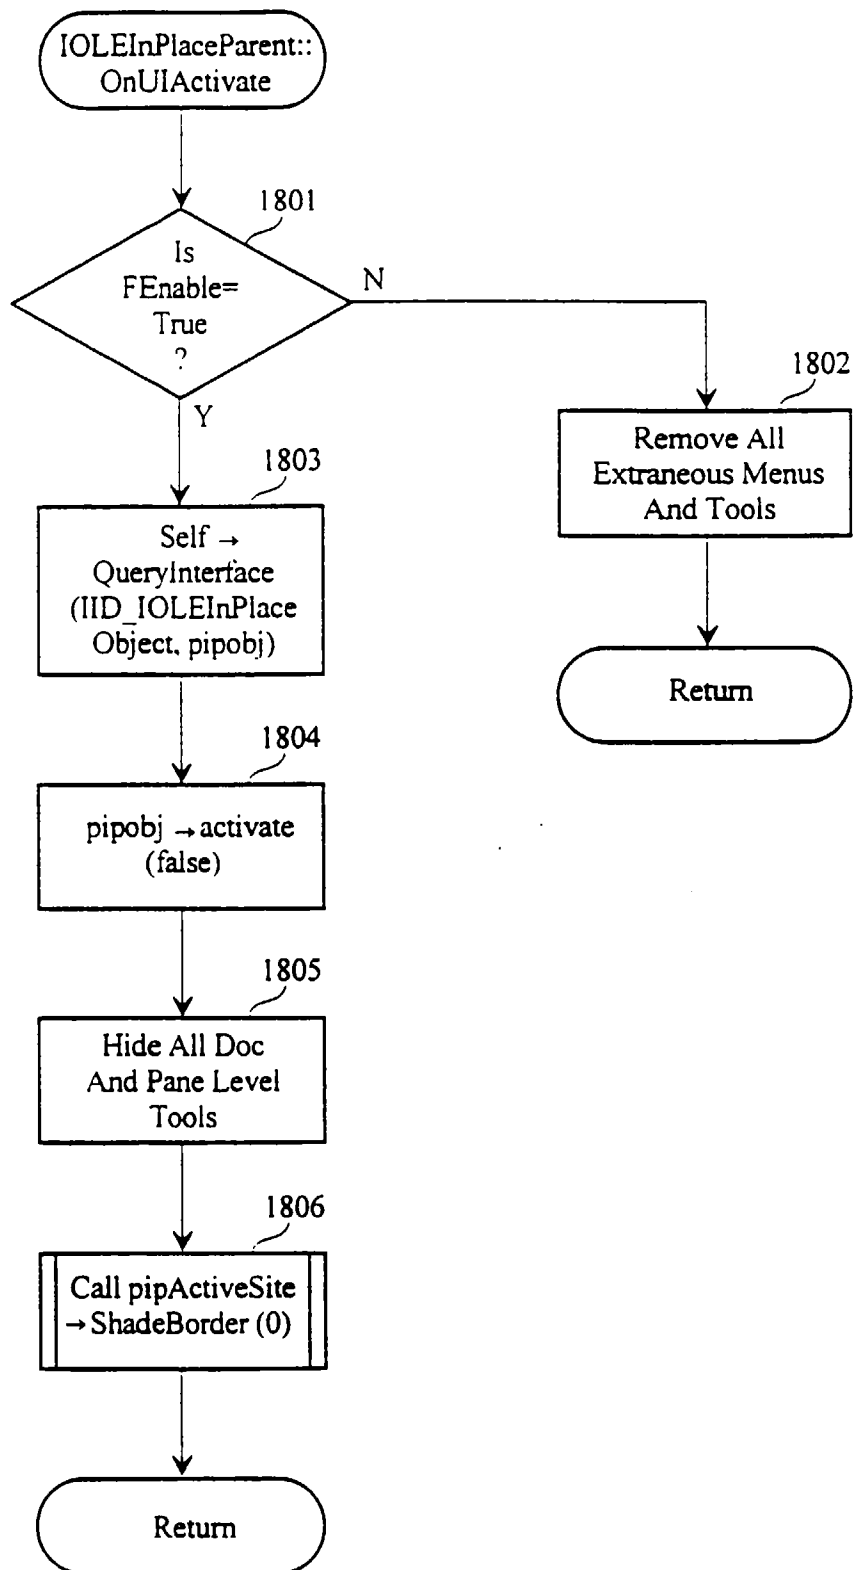 IOLEInPlaceParent::
OnUIActivate
1801
Is
FEnable=
True
?
N
Y
1802
Remove All
Extraneous Menus
And Tools
Return
1803
Self →
QueryInterface
(IID_IOLEInPlace
Object, pipobj)
1804
pipobj → activate
(false)
1805
Hide All Doc
And Pane Level
Tools
1806
Call pipActiveSite
→ ShadeBorder (0)
Return